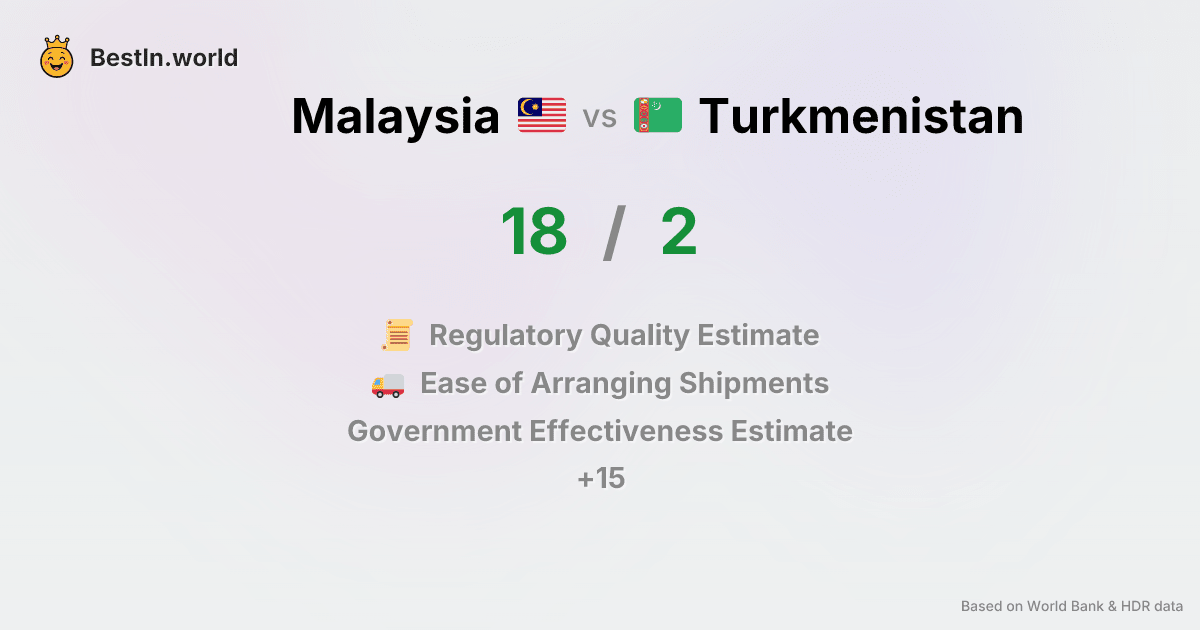 BestIn.world
Malaysia vs Turkmenistan
18 / 2
Regulatory Quality Estimate
Ease of Arranging Shipments
Government Effectiveness Estimate
+15
Based on World Bank & HDR data